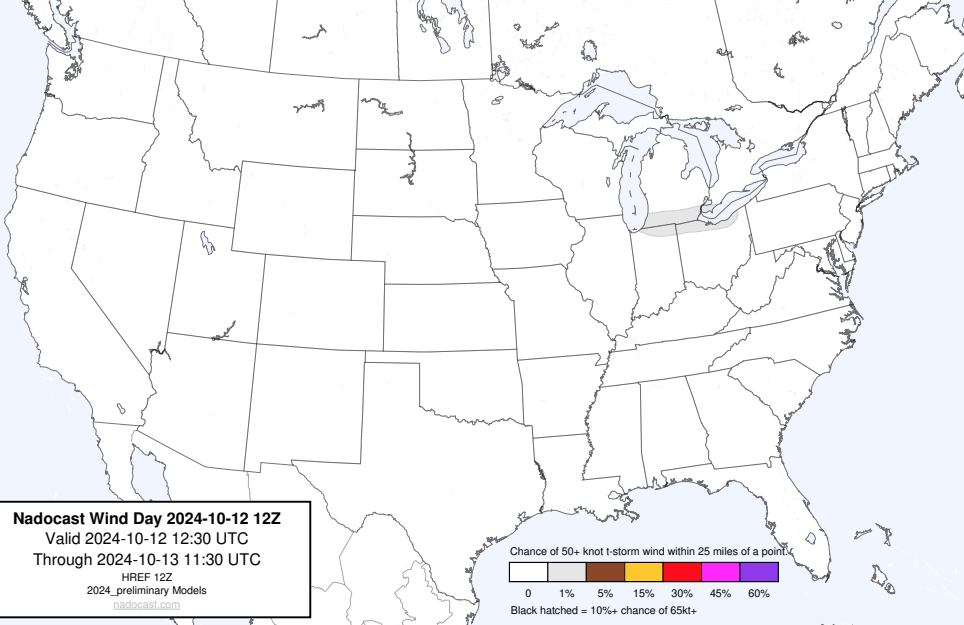 Nadocast Wind Day 2024-10-12 12Z
Valid 2024-10-12 12:30 UTC
Through 2024-10-13 11:30 UTC
HREF 12Z
2024_preliminary Models
nadocast.com
Chance of 50+ knot t-storm wind within 25 miles of a point.
0 1% 5% 15% 30% 45% 60%
Black hatched = 10%+ chance of 65kt+